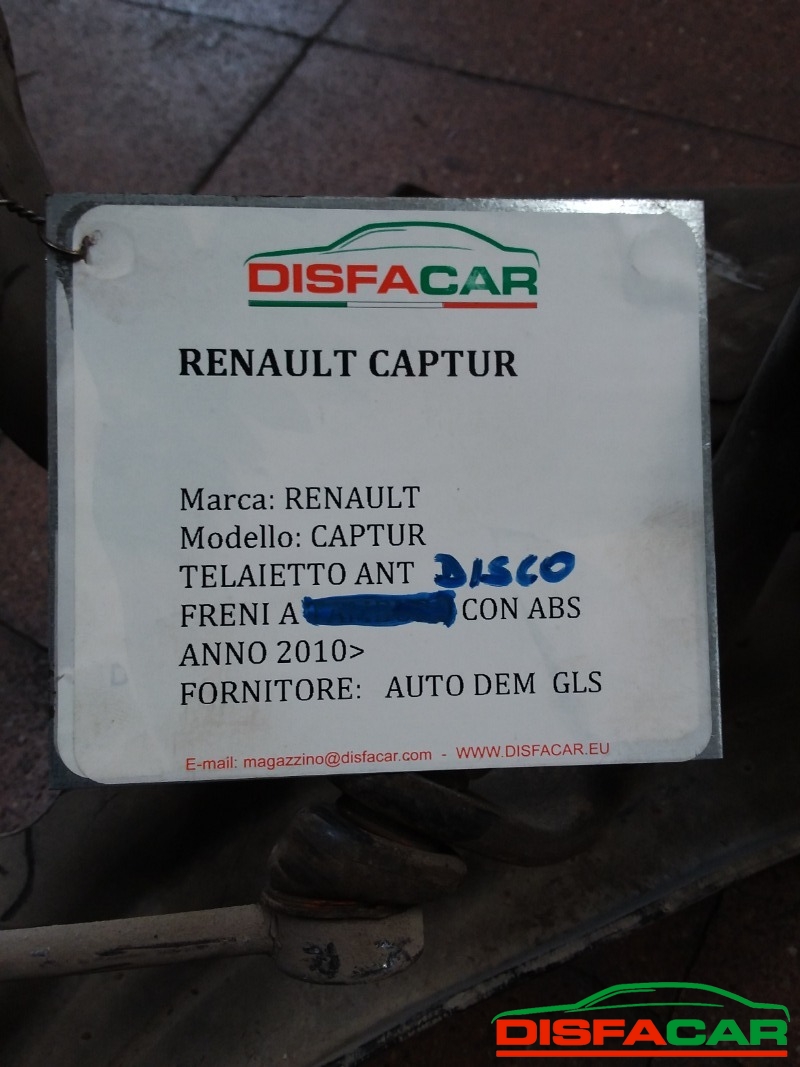 DISFACAR
RENAULT CAPTUR
Marca: RENAULT
Modello: CAPTUR
TELAIETTO ANT DISCO
FRENI A CON ABS
ANNO 2010>
FORNITORE: AUTO DEM GLS
E-mail: magazzino@disfacar.com - WWW.DISFACAR.EU
DISFACAR